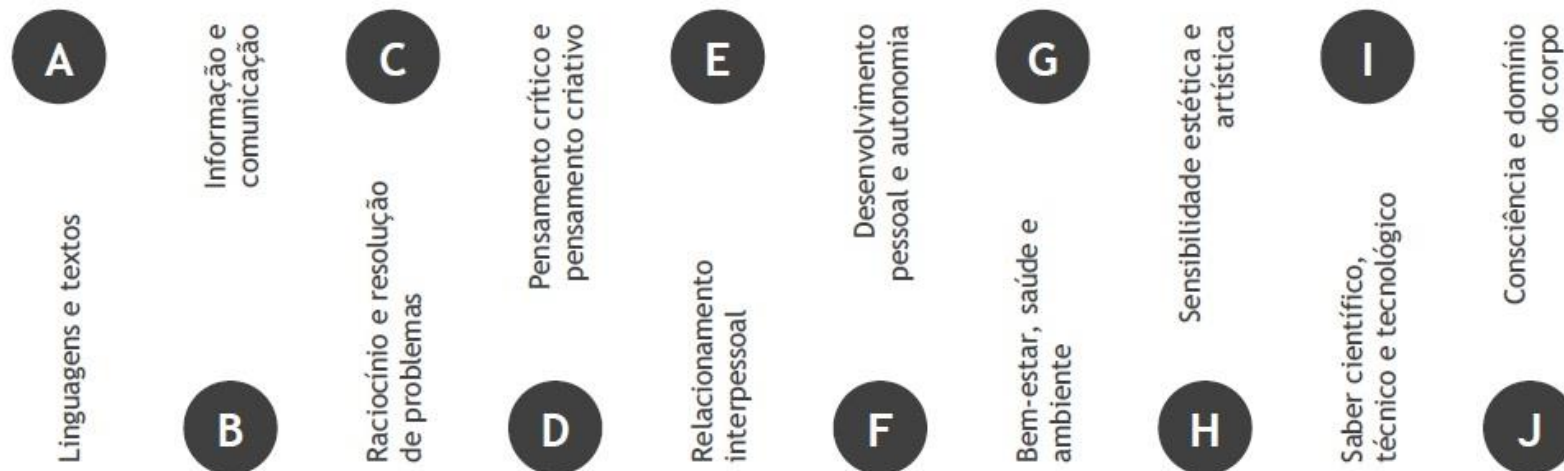 A
Linguagens e textos
B
Informação e
comunicação
C
Raciocínio e resolução
de problemas
D
Pensamento crítico e
pensamento criativo
E
Relacionamento
interpessoal
F
Desenvolvimento
pessoal e autonomia
G
Bem-estar, saúde e
ambiente
H
Sensibilidade estética e
artística
I
Saber científico,
técnico e tecnológico
J
Consciência e domínio
do corpo